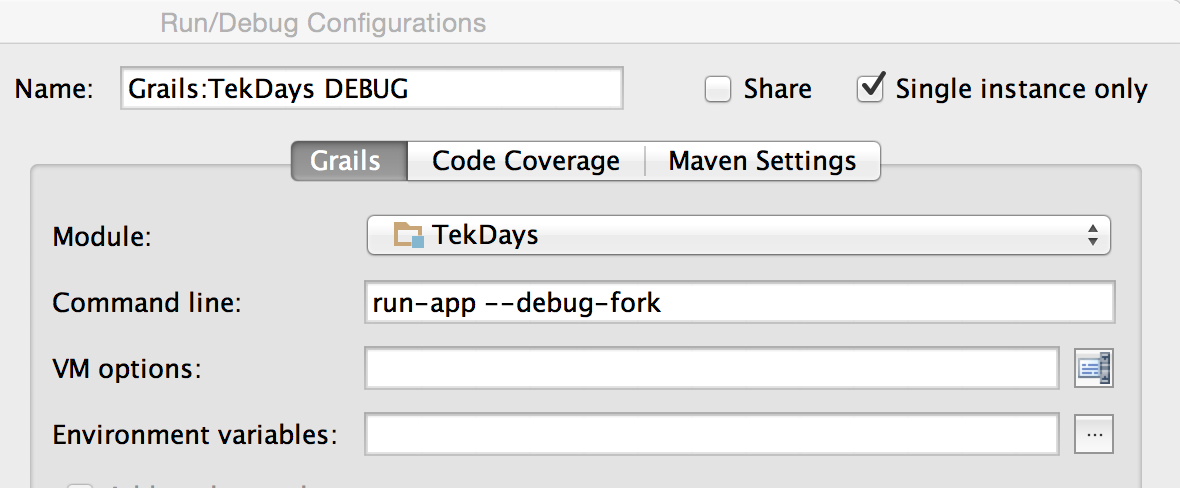 Run/Debug Configurations
Name: Grails:TekDays DEBUG Share Single instance only
Grails Code Coverage Maven Settings
Module: TekDays
Command line: run-app --debug-fork
VM options:
Environment variables: ...